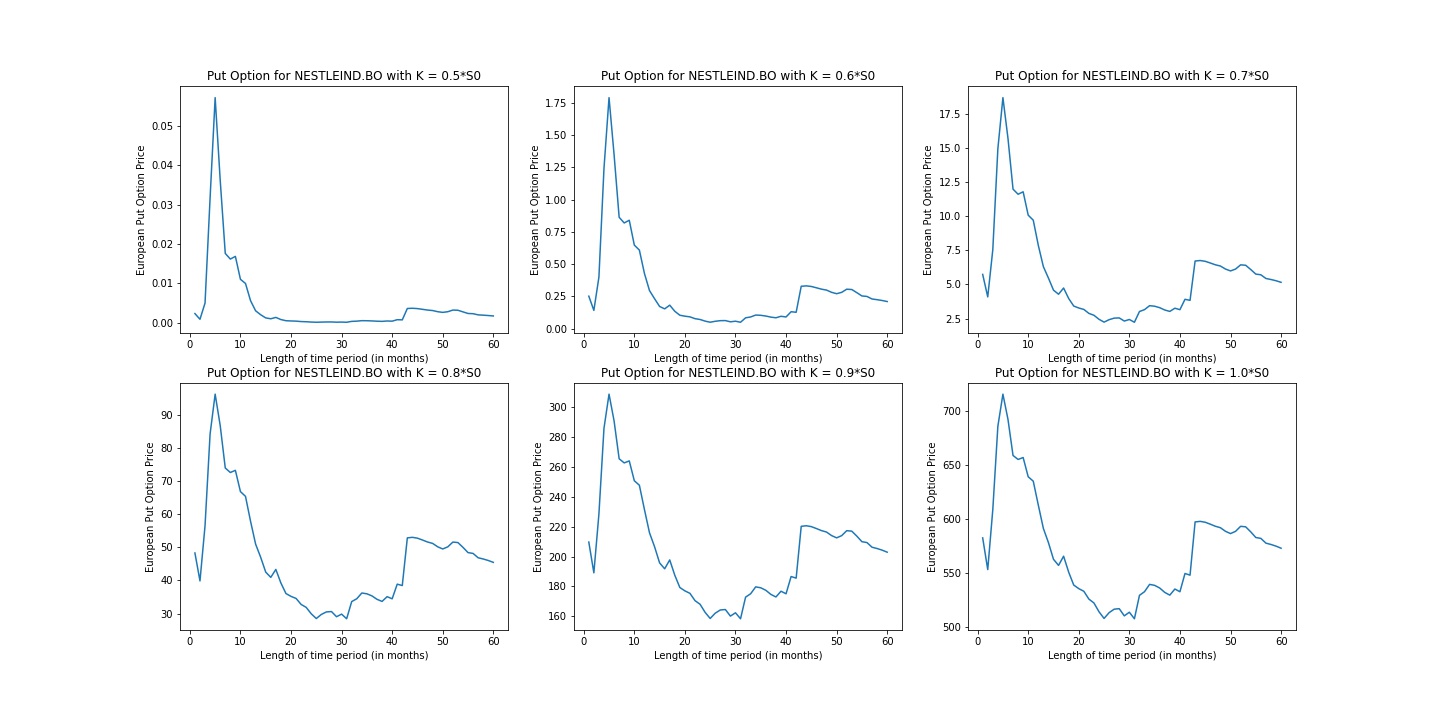 Put Option for NESTLEIND.BO with K = 0.5*S0
European Put Option Price
0.05
0.04
0.03
0.02
0.01
0.00
0 10 20 30 40 50 60
Length of time period (in months)
Put Option for NESTLEIND.BO with K = 0.6*S0
European Put Option Price
1.75
1.50
1.25
1.00
0.75
0.50
0.25
0.00
0 10 20 30 40 50 60
Length of time period (in months)
Put Option for NESTLEIND.BO with K = 0.7*S0
European Put Option Price
17.5
15.0
12.5
10.0
7.5
5.0
2.5
0 10 20 30 40 50 60
Length of time period (in months)
Put Option for NESTLEIND.BO with K = 0.8*S0
European Put Option Price
90
80
70
60
50
40
30
0 10 20 30 40 50 60
Length of time period (in months)
Put Option for NESTLEIND.BO with K = 0.9*S0
European Put Option Price
300
280
260
240
220
200
180
160
0 10 20 30 40 50 60
Length of time period (in months)
Put Option for NESTLEIND.BO with K = 1.0*S0
European Put Option Price
700
650
600
550
500
0 10 20 30 40 50 60
Length of time period (in months)